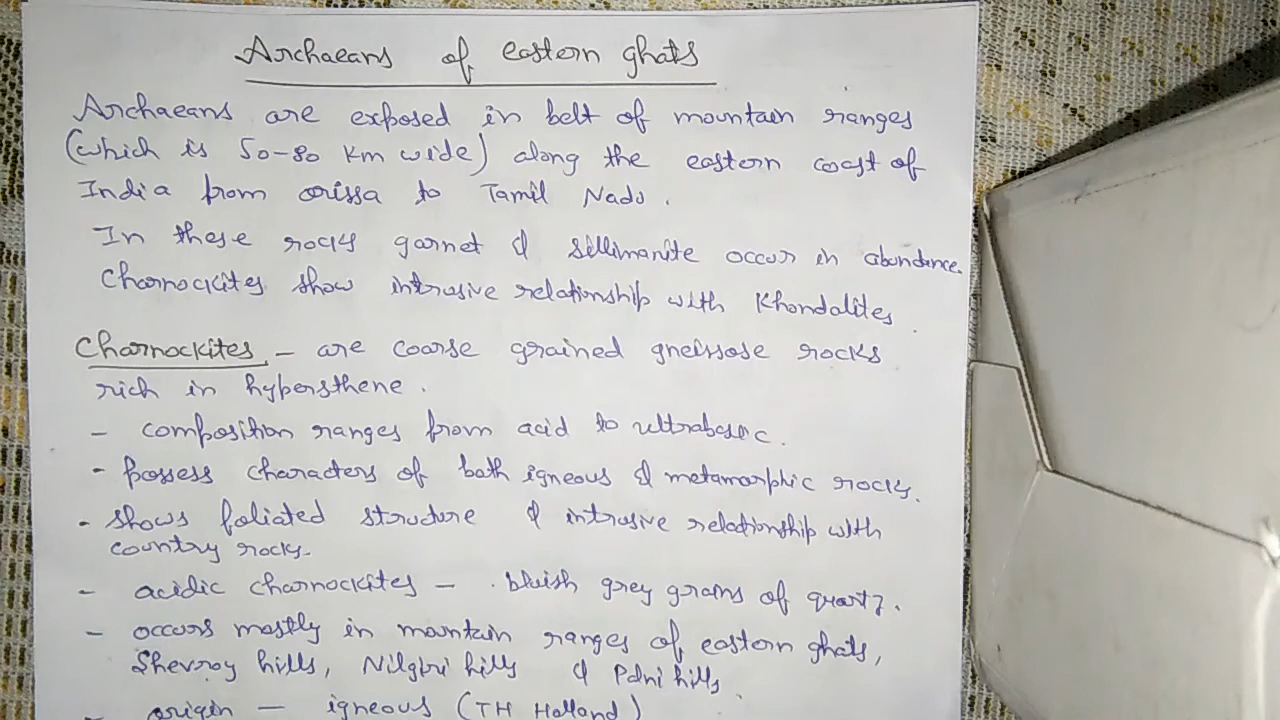 Archaeans of eastern ghats
Archaeans are exposed in belt of mountain ranges
(which is 50-80 km wide) along the eastern coast of
India from orissa to Tamil Nadu.
In these rocks garnet & sillimanite occur in abundance.
Charnockites show intrusive relationship with Khondalites.
Charnockites - are coarse grained gneissose rocks
rich in hypersthene.
- composition ranges from acid to ultrabasic.
- possess characters of both igneous & metamorphic rocks.
- shows foliated structure & intrusive relationship with
country rocks.
- acidic charnockites - bluish grey grains of quartz.
- occurs mostly in mountain ranges of eastern ghats,
Shevroy hills, Nilgiri hills & Palni hills.
- origin - igneous (TH Holland)